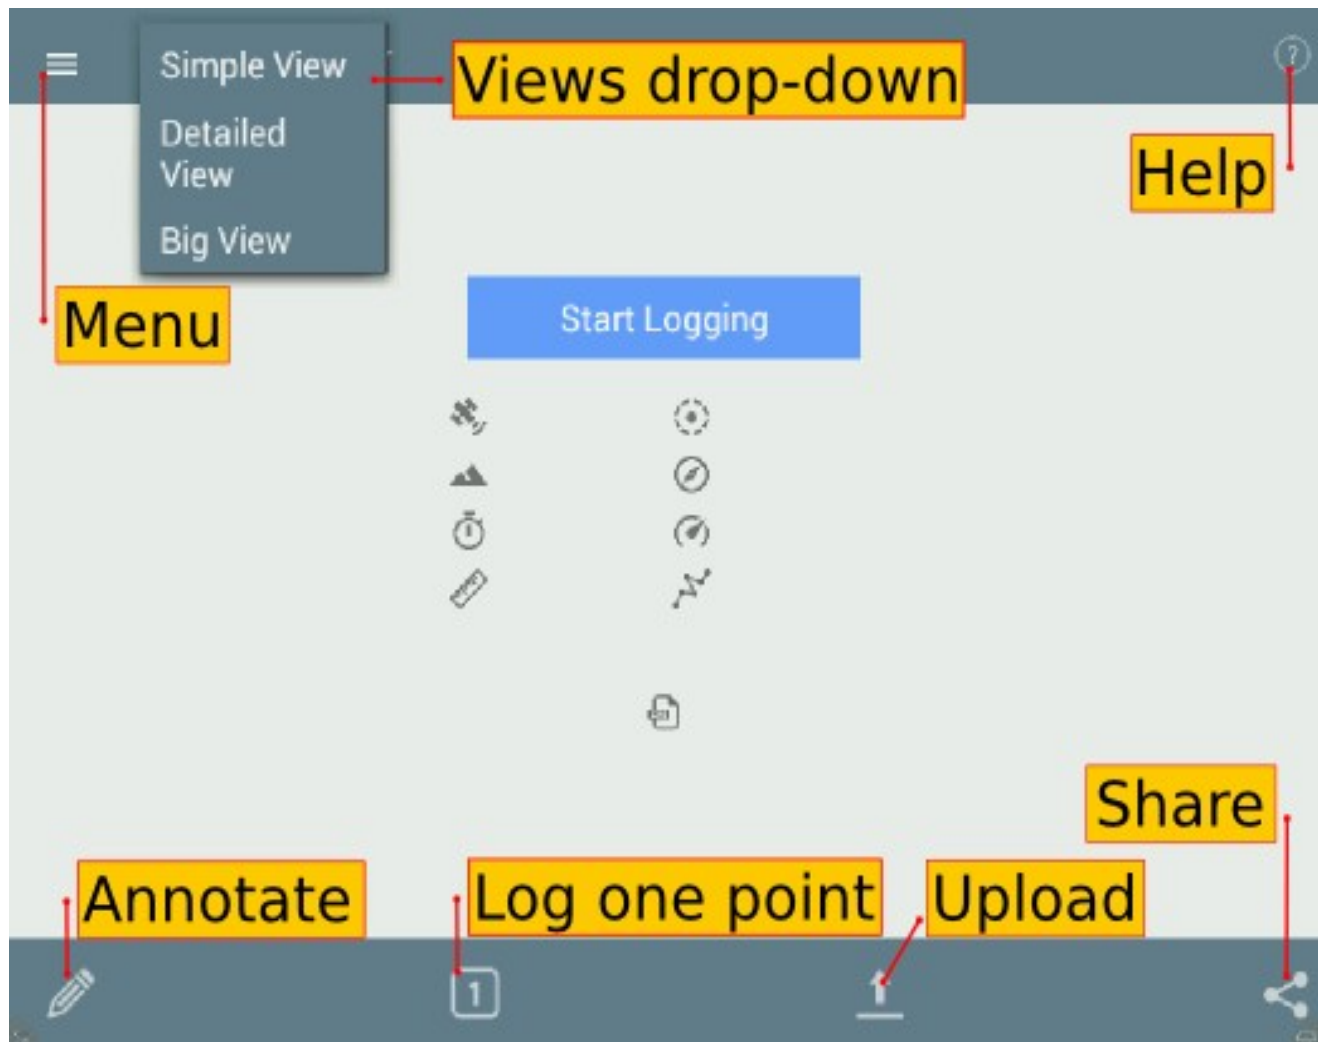 Simple View
Views drop-down
?
Detailed
View
Help
Big View
Menu
Start Logging
Share
Annotate
Log one point
Upload
1